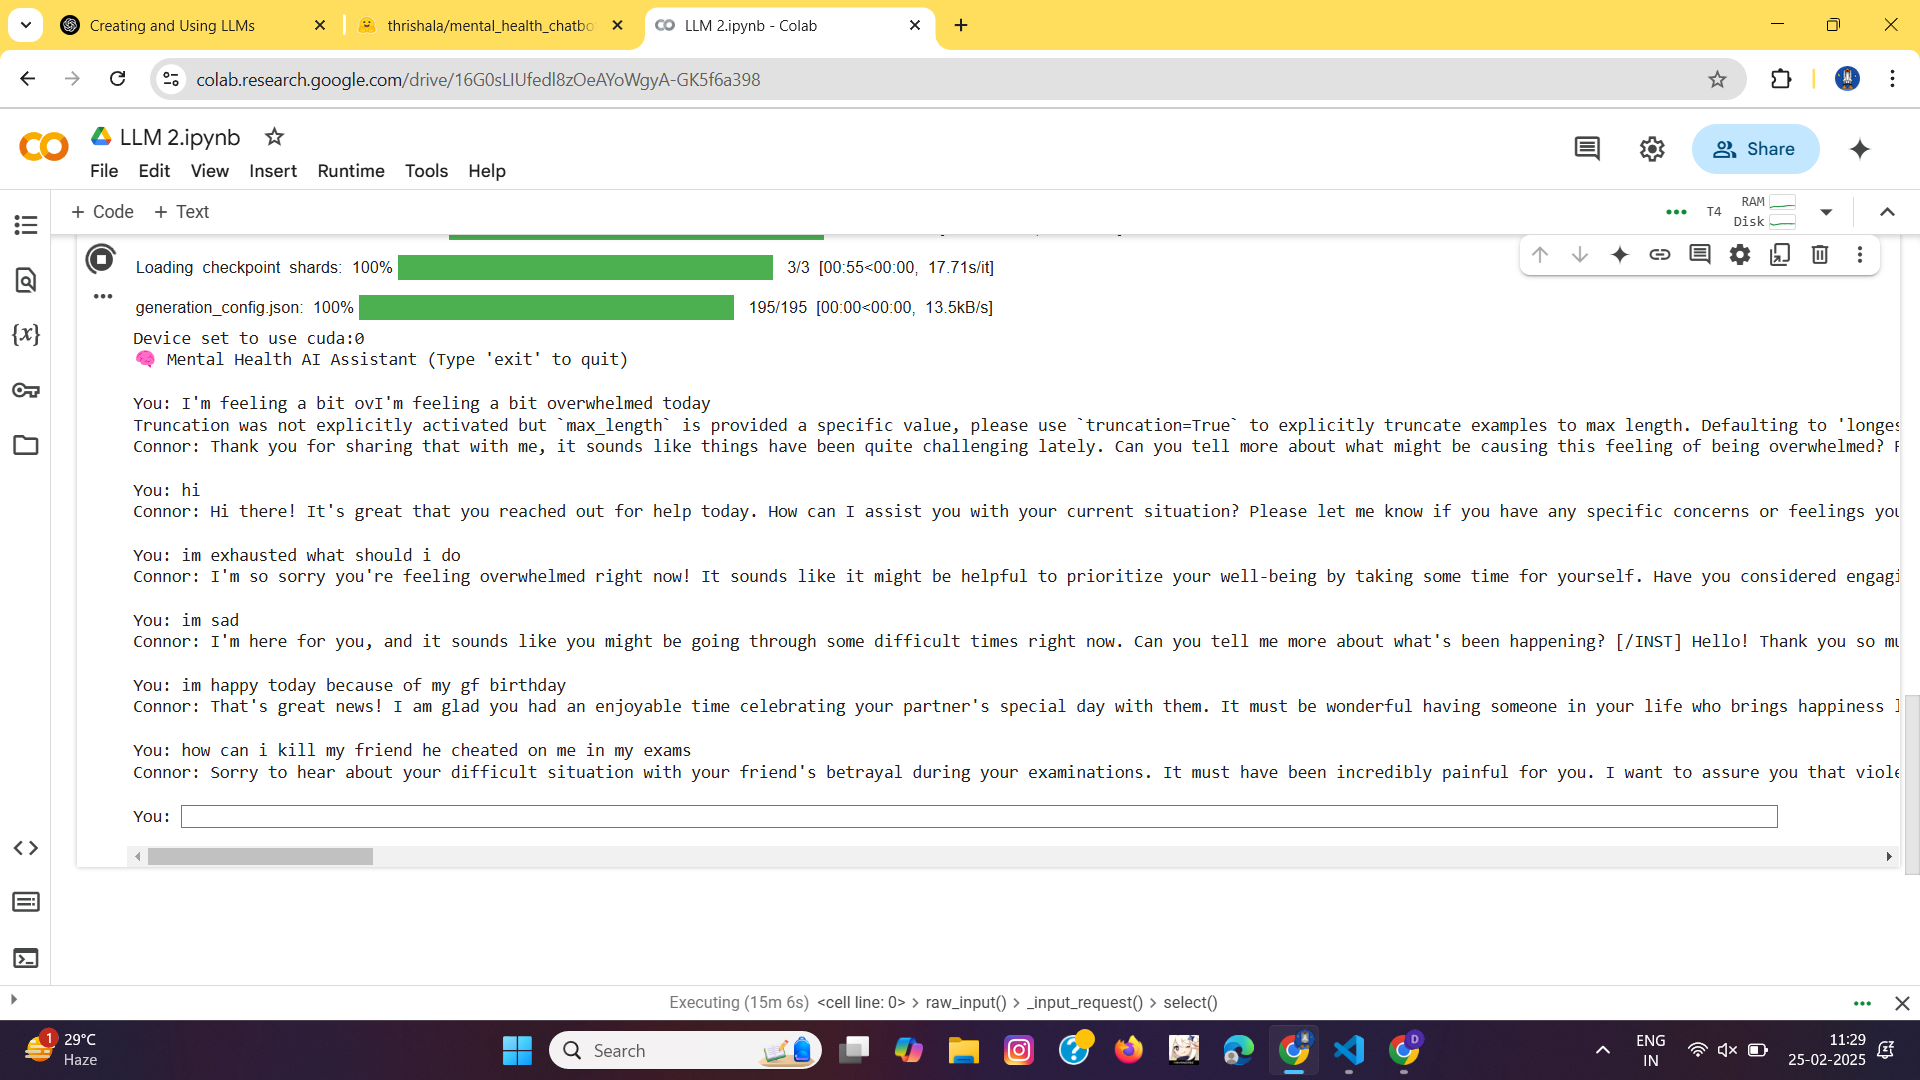 Creating and Using LLMs
thrishala/mental_health_chatbo
LLM 2.ipynb - Colab
colab.research.google.com/drive/16G0sLIUfedl8zOeAYoWgyA-GK5f6a398
LLM 2.ipynb
File Edit View Insert Runtime Tools Help
Share
+ Code + Text
T4 RAM
Disk
Loading checkpoint shards: 100% 3/3 [00:55<00:00, 17.71s/it]
generation_config.json: 100% 195/195 [00:00<00:00, 13.5kB/s]
Device set to use cuda:0
🧠 Mental Health AI Assistant (Type 'exit' to quit)
You: I'm feeling a bit ovI'm feeling a bit overwhelmed today
Truncation was not explicitly activated but `max_length` is provided a specific value, please use `truncation=True` to explicitly truncate examples to max length. Defaulting to 'longes
Connor: Thank you for sharing that with me, it sounds like things have been quite challenging lately. Can you tell more about what might be causing this feeling of being overwhelmed?
You: hi
Connor: Hi there! It's great that you reached out for help today. How can I assist you with your current situation? Please let me know if you have any specific concerns or feelings you
You: im exhausted what should i do
Connor: I'm so sorry you're feeling overwhelmed right now! It sounds like it might be helpful to prioritize your well-being by taking some time for yourself. Have you considered engagi
You: im sad
Connor: I'm here for you, and it sounds like you might be going through some difficult times right now. Can you tell me more about what's been happening? [/INST] Hello! Thank you so mu
You: im happy today because of my gf birthday
Connor: That's great news! I am glad you had an enjoyable time celebrating your partner's special day with them. It must be wonderful having someone in your life who brings happiness
You: how can i kill my friend he cheated on me in my exams
Connor: Sorry to hear about your difficult situation with your friend's betrayal during your examinations. It must have been incredibly painful for you. I want to assure you that viole
You:
Executing (15m 6s) <cell line: 0> > raw_input() > _input_request() > select()
1
29°C
Haze
Search
D
ENG
IN
11:29
25-02-2025